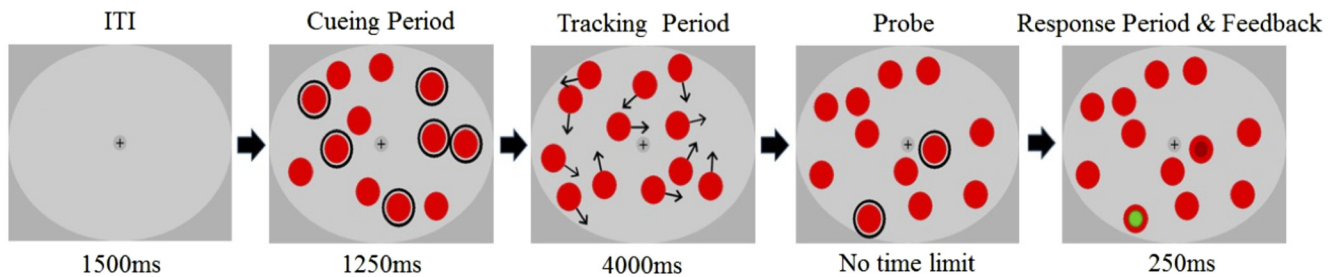 ITI
Cueing Period
Tracking Period
Probe
Response Period & Feedback
1500ms
1250ms
4000ms
No time limit
250ms